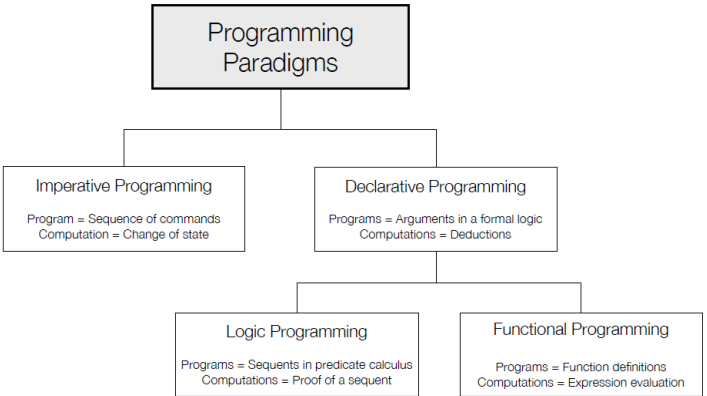 Programming
Paradigms
Imperative Programming
Program = Sequence of commands
Computation = Change of state
Declarative Programming
Programs = Arguments in a formal logic
Computations = Deductions
Logic Programming
Programs = Sequents in predicate calculus
Computations = Proof of a sequent
Functional Programming
Programs = Function definitions
Computations = Expression evaluation